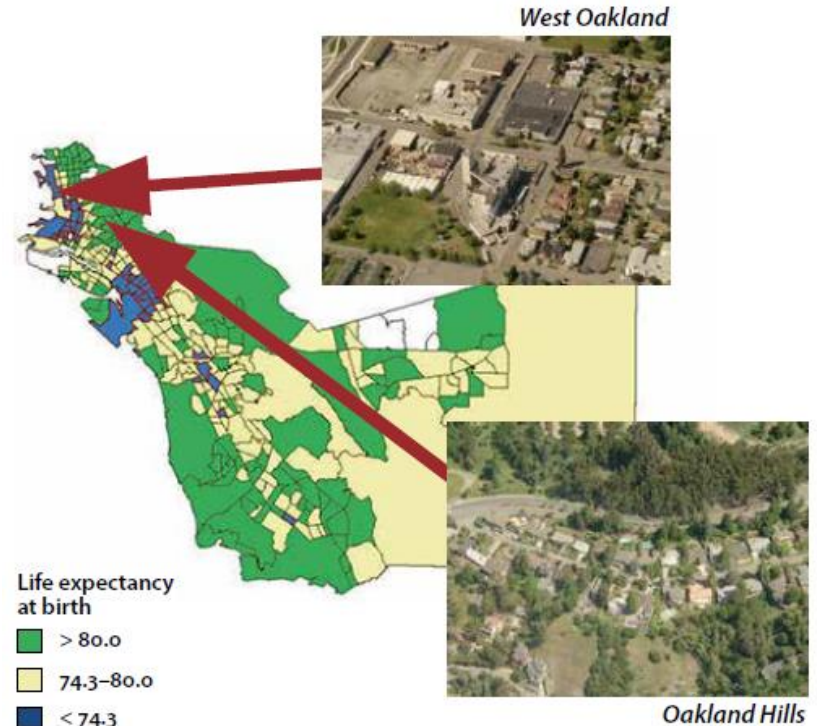 West Oakland
Life expectancy
at birth
> 80.0
74.3–80.0
< 74.3
Oakland Hills